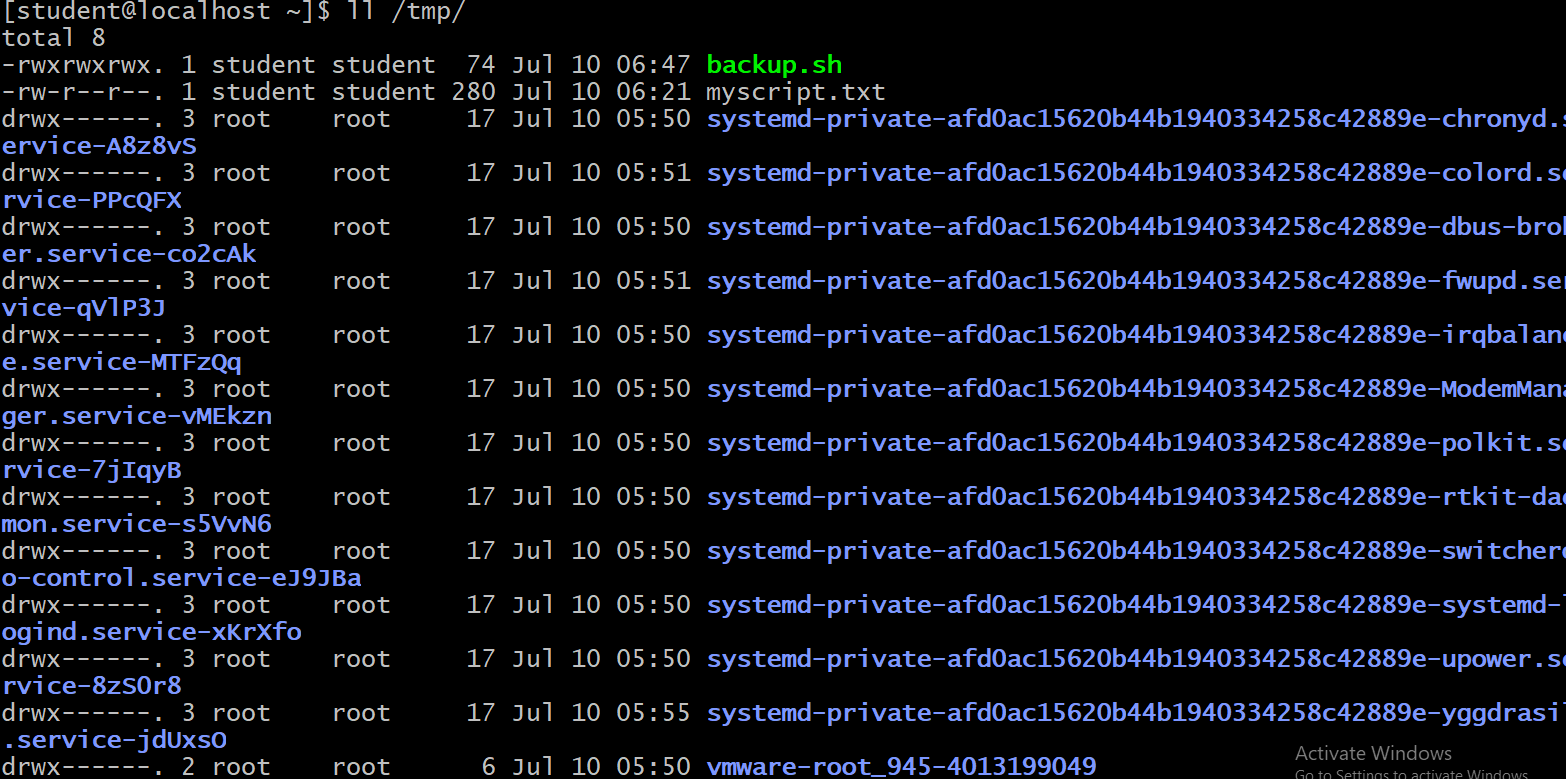 [student@localhost ~]$ ll /tmp/
total 8
-rwxrwxrwx. 1 student student  74 Jul 10 06:47 backup.sh
-rw-r--r--. 1 student student 280 Jul 10 06:21 myscript.txt
drwx------. 3 root    root     17 Jul 10 05:50 systemd-private-afd0ac15620b44b1940334258c42889e-chronyd.s
ervice-A8z8vS
drwx------. 3 root    root     17 Jul 10 05:51 systemd-private-afd0ac15620b44b1940334258c42889e-colord.se
rvice-PPcQFX
drwx------. 3 root    root     17 Jul 10 05:50 systemd-private-afd0ac15620b44b1940334258c42889e-dbus-brok
er.service-co2cAk
drwx------. 3 root    root     17 Jul 10 05:51 systemd-private-afd0ac15620b44b1940334258c42889e-fwupd.ser
vice-qVlP3J
drwx------. 3 root    root     17 Jul 10 05:50 systemd-private-afd0ac15620b44b1940334258c42889e-irqbalanc
e.service-MTFzQq
drwx------. 3 root    root     17 Jul 10 05:50 systemd-private-afd0ac15620b44b1940334258c42889e-ModemMana
ger.service-vMEkzn
drwx------. 3 root    root     17 Jul 10 05:50 systemd-private-afd0ac15620b44b1940334258c42889e-polkit.se
rvice-7jIqyB
drwx------. 3 root    root     17 Jul 10 05:50 systemd-private-afd0ac15620b44b1940334258c42889e-rtkit-dae
mon.service-s5VvN6
drwx------. 3 root    root     17 Jul 10 05:50 systemd-private-afd0ac15620b44b1940334258c42889e-switchero
o-control.service-eJ9JBa
drwx------. 3 root    root     17 Jul 10 05:50 systemd-private-afd0ac15620b44b1940334258c42889e-systemd-l
ogind.service-xKrXfo
drwx------. 3 root    root     17 Jul 10 05:50 systemd-private-afd0ac15620b44b1940334258c42889e-upower.se
rvice-8zSOr8
drwx------. 3 root    root     17 Jul 10 05:55 systemd-private-afd0ac15620b44b1940334258c42889e-yggdrasil
.service-jdUxsO
drwx------. 2 root    root      6 Jul 10 05:50 vmware-root_945-4013199049
Activate Windows
Go to Settings to activate Windows.